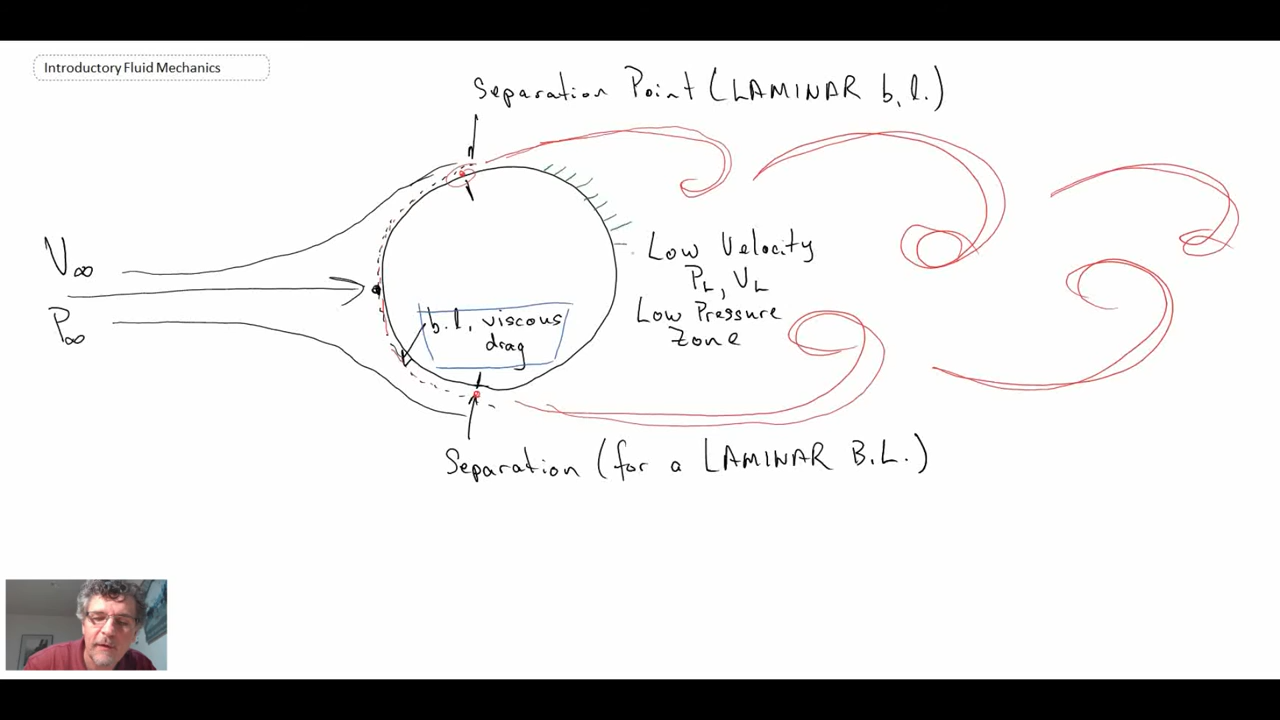 Introductory Fluid Mechanics
Separation Point (LAMINAR b.l.)
V∞
P∞
Low Velocity
PL, VL
Low Pressure
Zone
b.l, viscous
drag
Separation (for a LAMINAR B.L.)